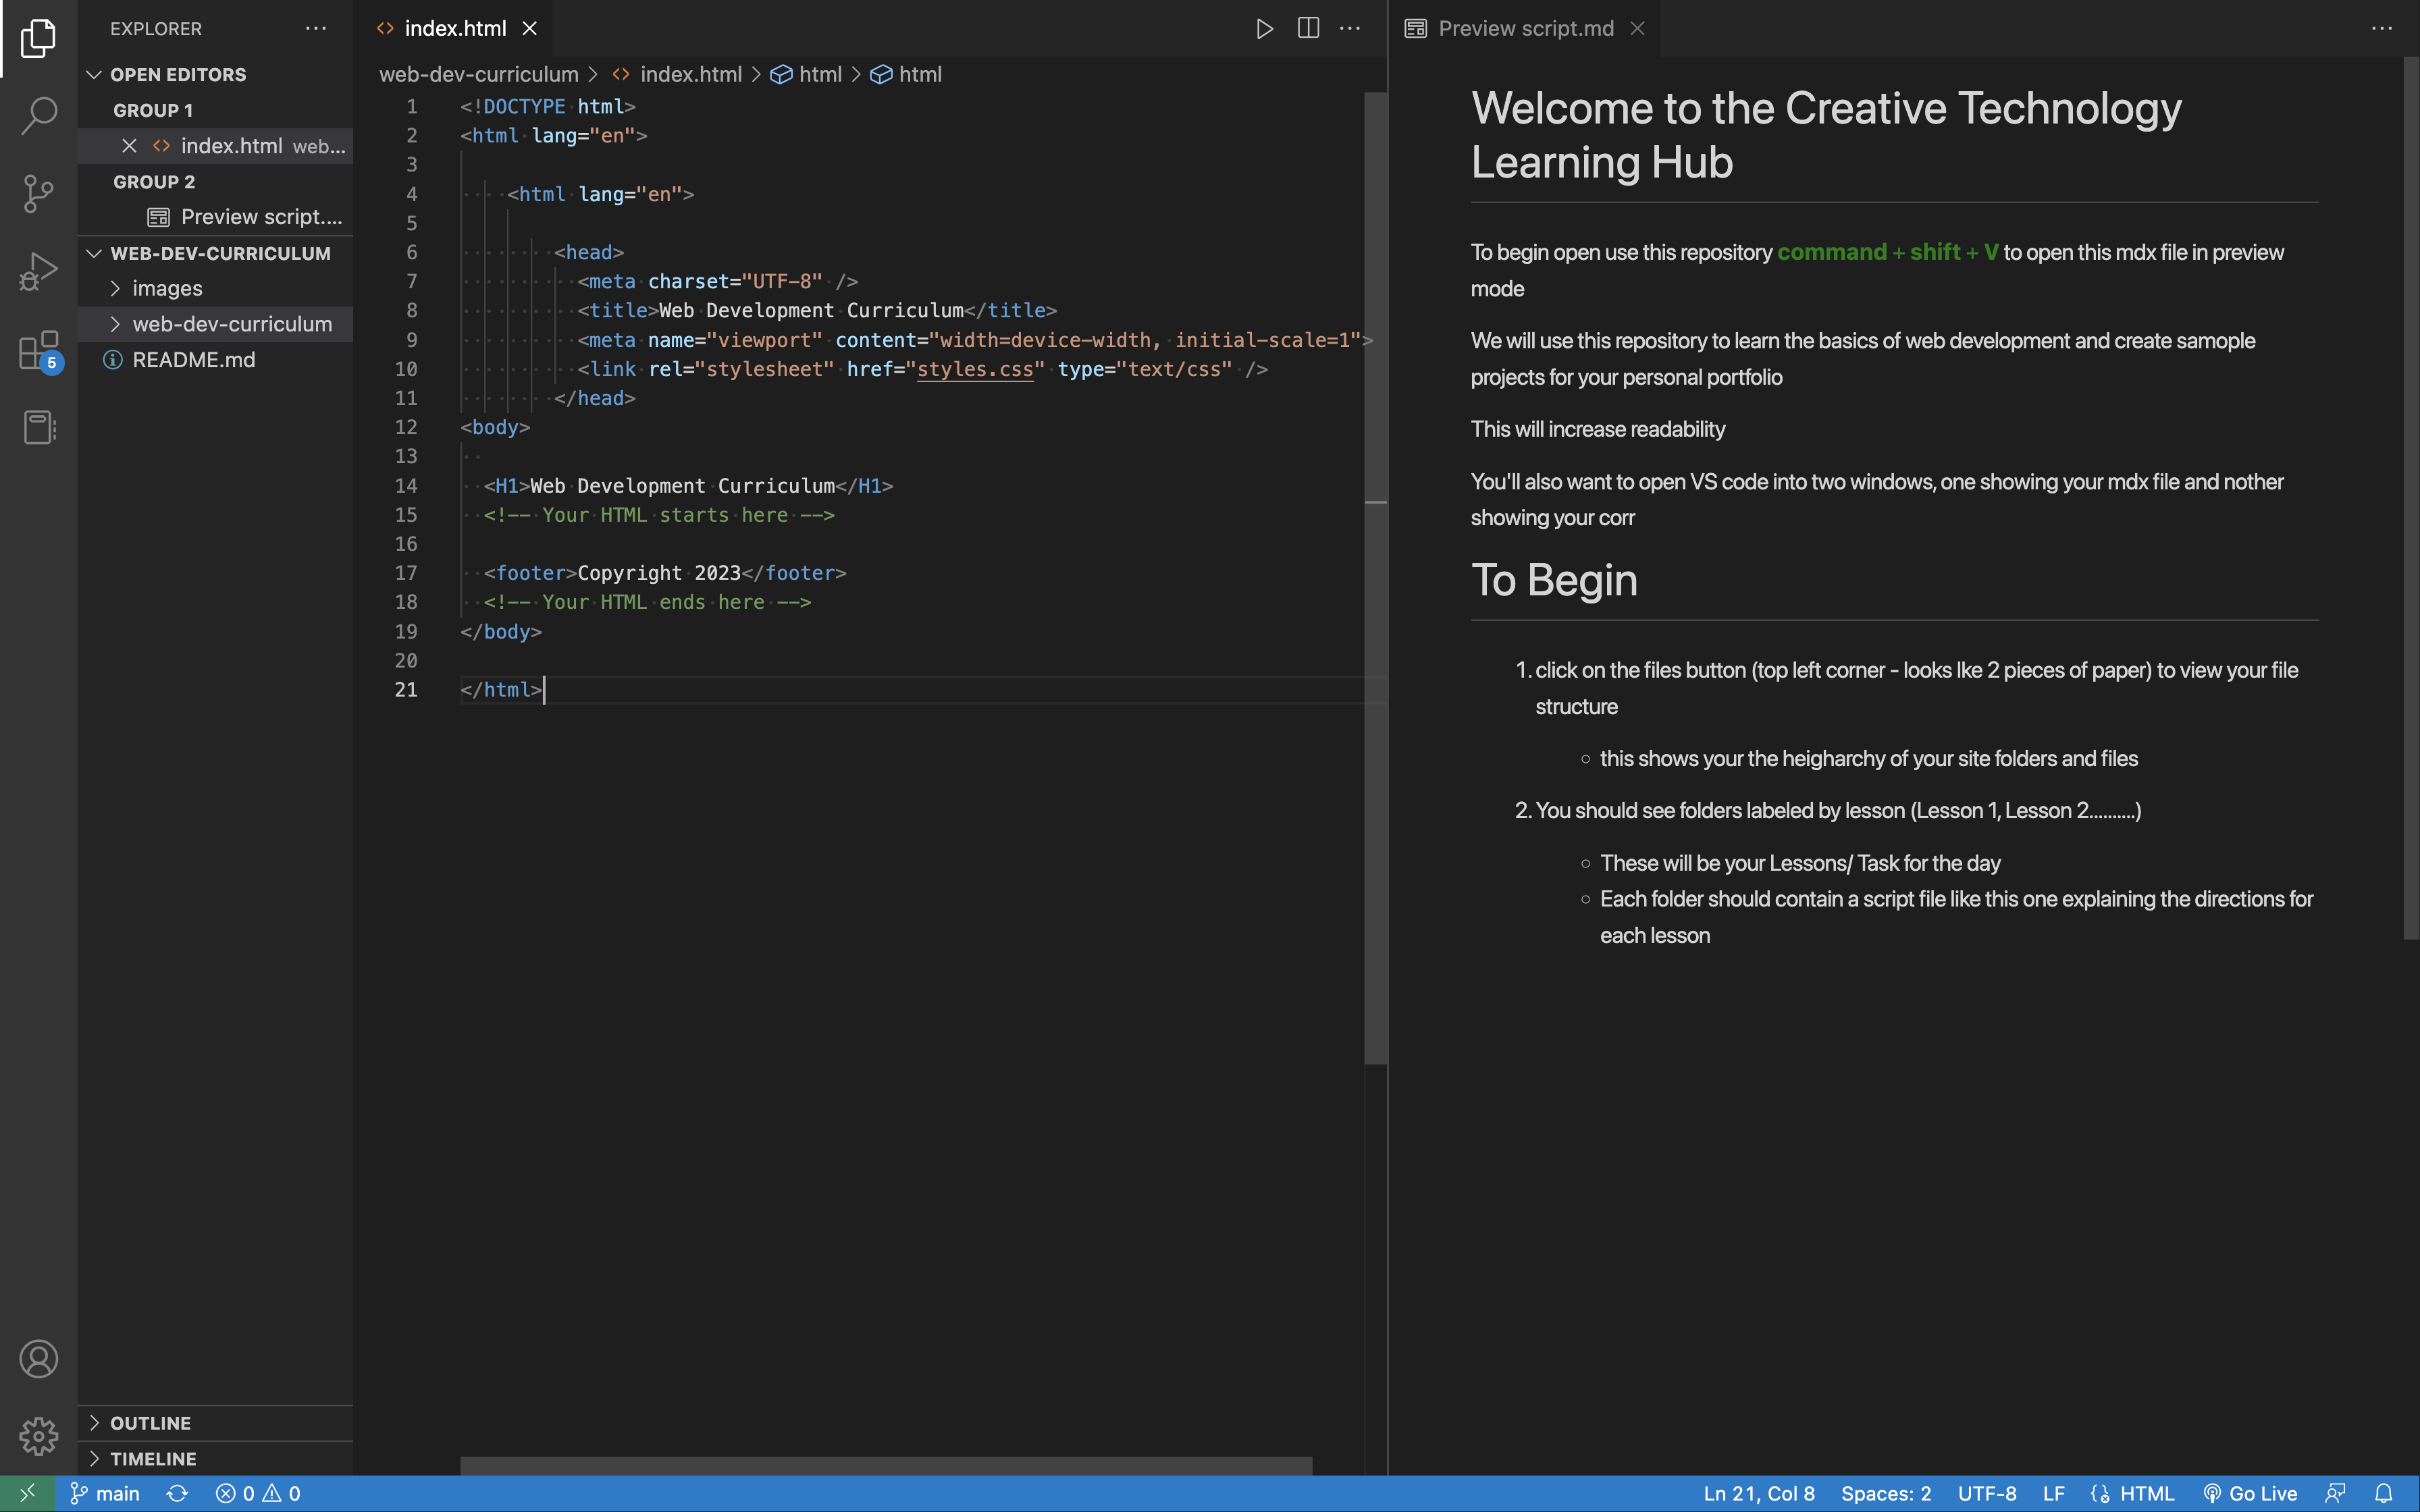 EXPLORER
OPEN EDITORS
GROUP 1
index.html web...
GROUP 2
Preview script....
WEB-DEV-CURRICULUM
images
web-dev-curriculum
README.md
5
OUTLINE
TIMELINE
index.html
web-dev-curriculum > index.html > html > html
1 <!DOCTYPE html>
2 <html lang="en">
3
4 <html lang="en">
5
6 <head>
7 <meta charset="UTF-8" />
8 <title>Web Development Curriculum</title>
9 <meta name="viewport" content="width=device-width, initial-scale=1">
10 <link rel="stylesheet" href="styles.css" type="text/css" />
11 </head>
12 <body>
13
14 <H1>Web Development Curriculum</H1>
15 <!-- Your HTML starts here -->
16
17 <footer>Copyright 2023</footer>
18 <!-- Your HTML ends here -->
19 </body>
20
21 </html>
Preview script.md
Welcome to the Creative Technology
Learning Hub
To begin open use this repository command + shift + V to open this mdx file in preview
mode
We will use this repository to learn the basics of web development and create samople
projects for your personal portfolio
This will increase readability
You'll also want to open VS code into two windows, one showing your mdx file and nother
showing your corr
To Begin
1. click on the files button (top left corner - looks lke 2 pieces of paper) to view your file
structure
○ this shows your the heigharchy of your site folders and files
2. You should see folders labeled by lesson (Lesson 1, Lesson 2..........)
○ These will be your Lessons/ Task for the day
○ Each folder should contain a script file like this one explaining the directions for
each lesson
main 0 0 Ln 21, Col 8 Spaces: 2 UTF-8 LF HTML Go Live